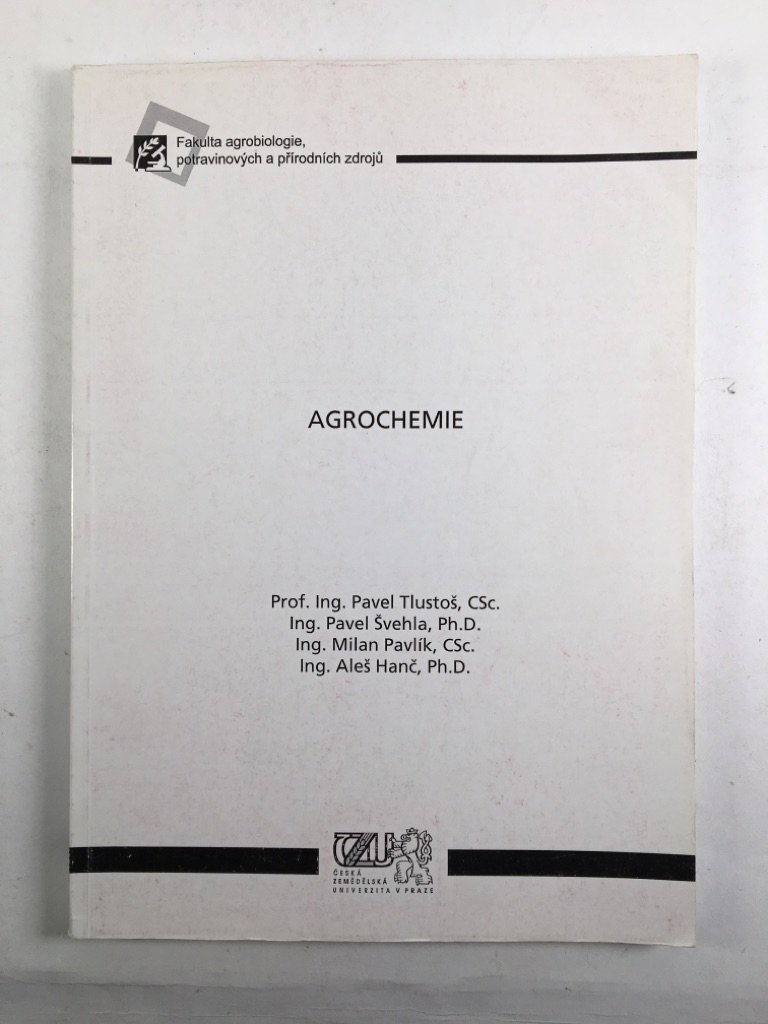 Fakulta agrobiologie,
potravinových a přírodních zdrojů
AGROCHEMIE
Prof. Ing. Pavel Tlustoš, CSc.
Ing. Pavel Švehla, Ph.D.
Ing. Milan Pavlík, CSc.
Ing. Aleš Hanč, Ph.D.
ČZU
ČESKÁ
ZEMĚDĚLSKÁ
UNIVERZITA V PRAZE